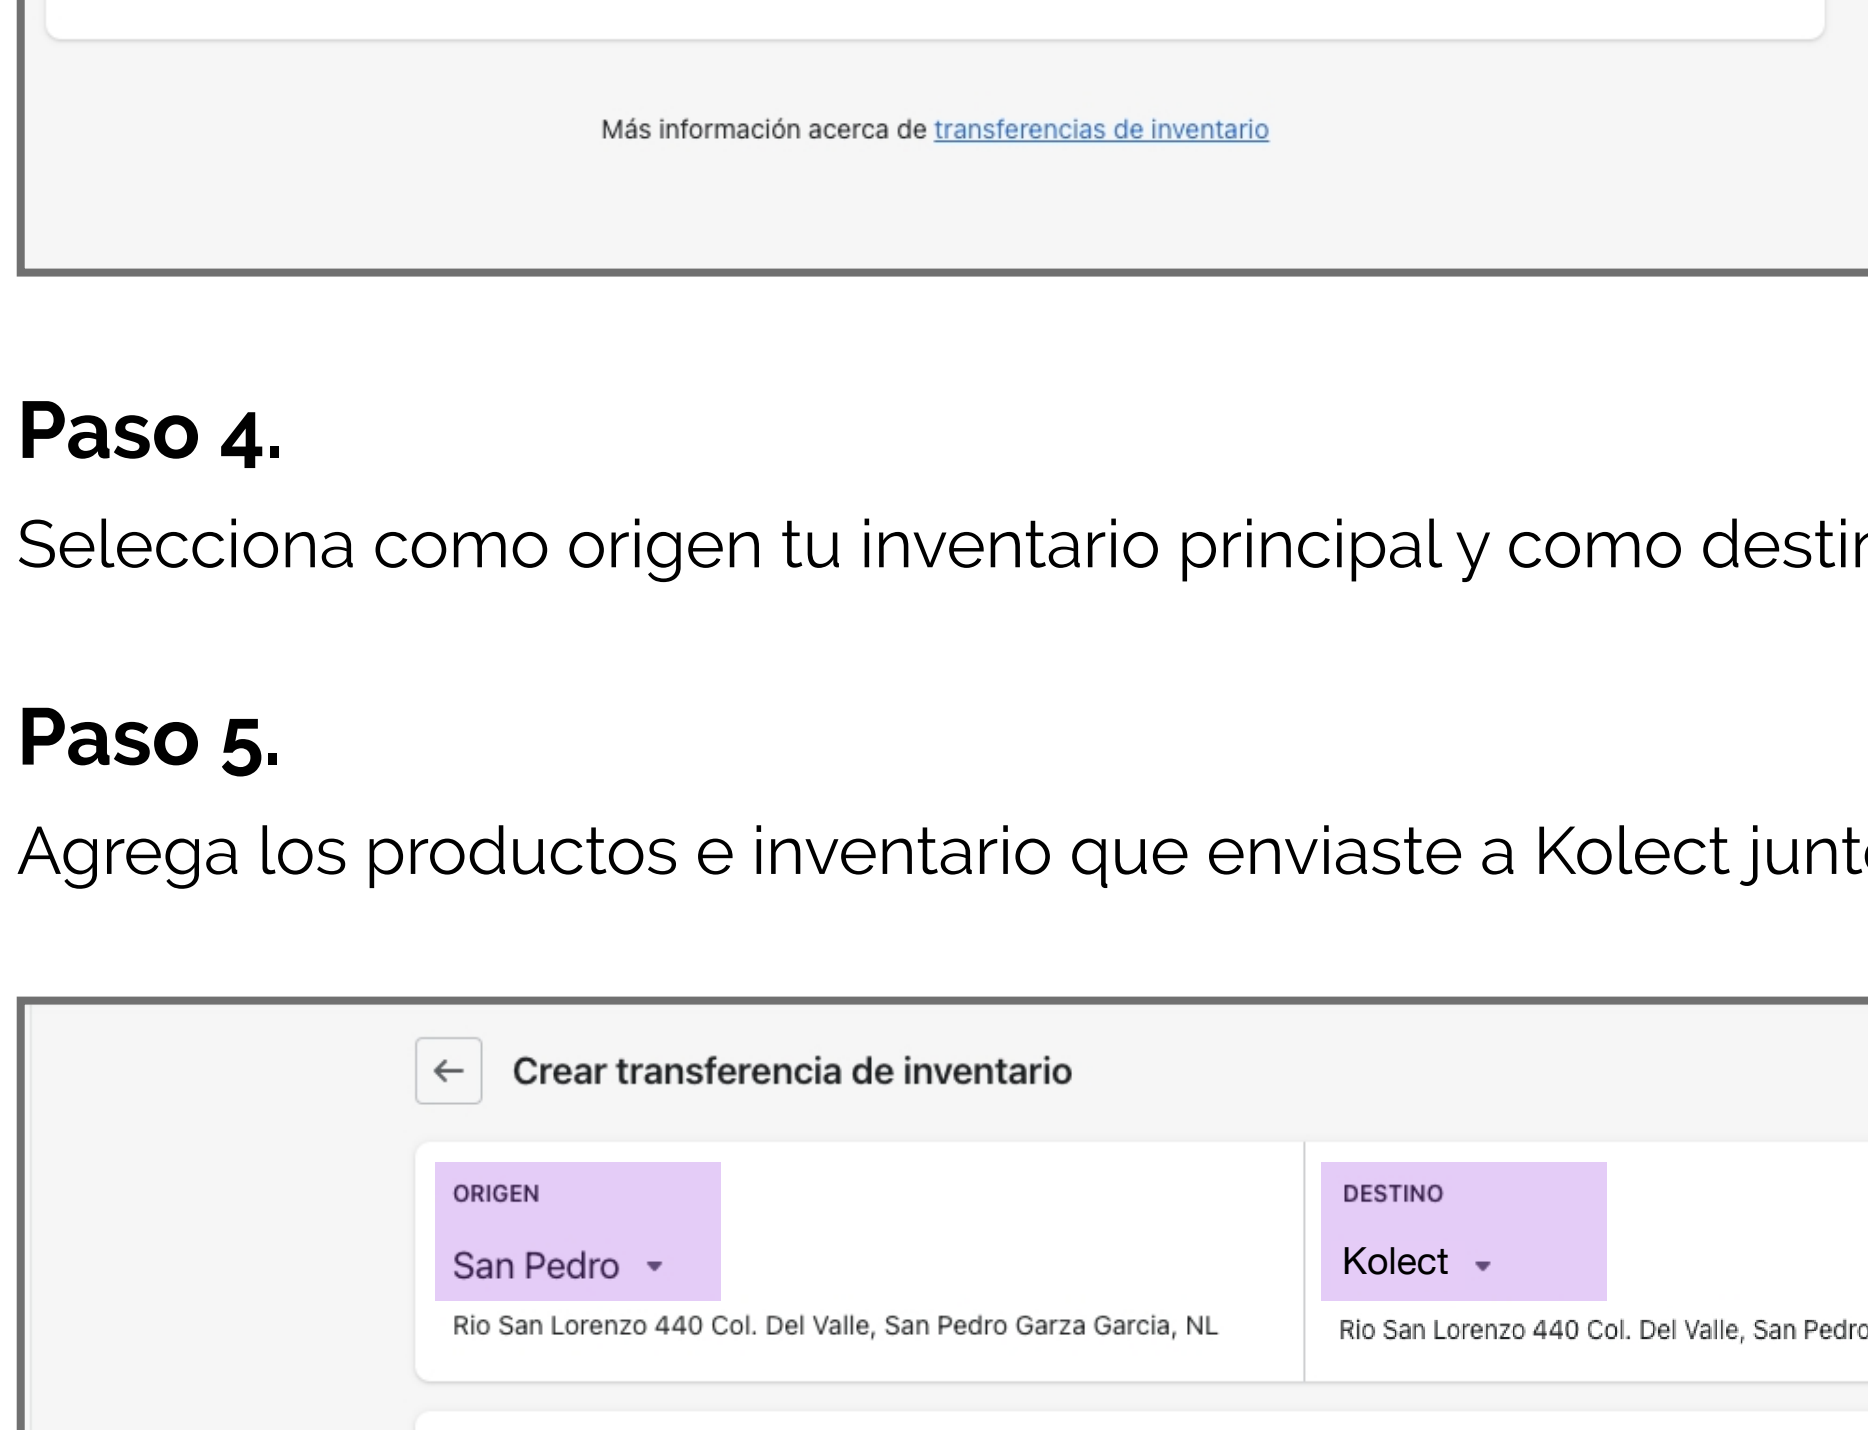 Más información acerca de transferencias de inventario
Paso 4.
Selecciona como origen tu inventario principal y como
Paso 5.
Agrega los productos e inventario que enviaste a Kolect
Crear transferencia de inventario
ORIGEN
San Pedro
Rio San Lorenzo 440 Col. Del Valle, San Pedro Garza Garcia, NL
DESTINO
Kolect
Rio San Lorenzo 440 Col. Del Valle, San Pedro